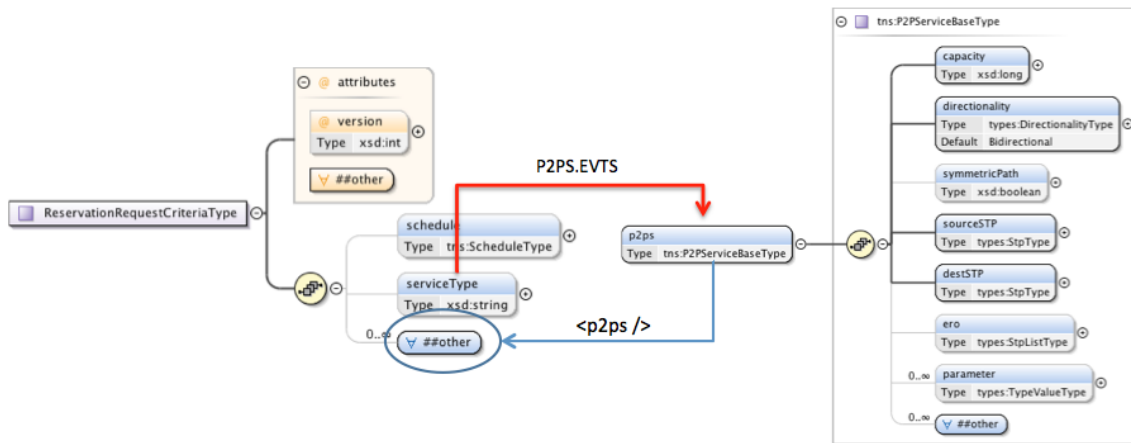 tns:P2PServiceBaseType
capacity
Type xsd:long
@ attributes
directionality
Type types:DirectionalityType
Default Bidirectional
@ version
Type xsd:int
P2PS.EVTS
∀ ##other
symmetricPath
Type xsd:boolean
ReservationRequestCriteriaType
schedule
Type tns:ScheduleType
p2ps
Type tns:P2PServiceBaseType
sourceSTP
Type types:StpType
serviceType
Type xsd:string
destSTP
Type types:StpType
<p2ps />
0..∞
∀ ##other
ero
Type types:StpListType
0..∞
parameter
Type types:TypeValueType
0..∞
∀ ##other